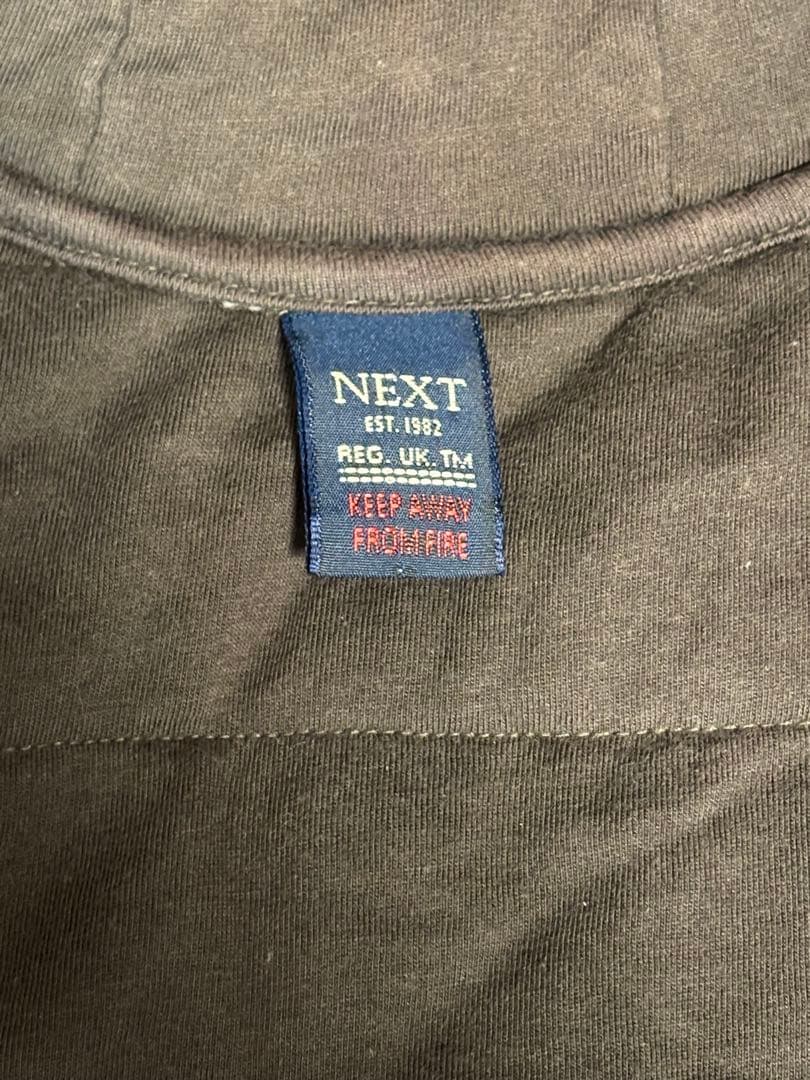 NEXT
EST. 1982
REG. UK. TM
KEEP AWAY
FROM FIRE